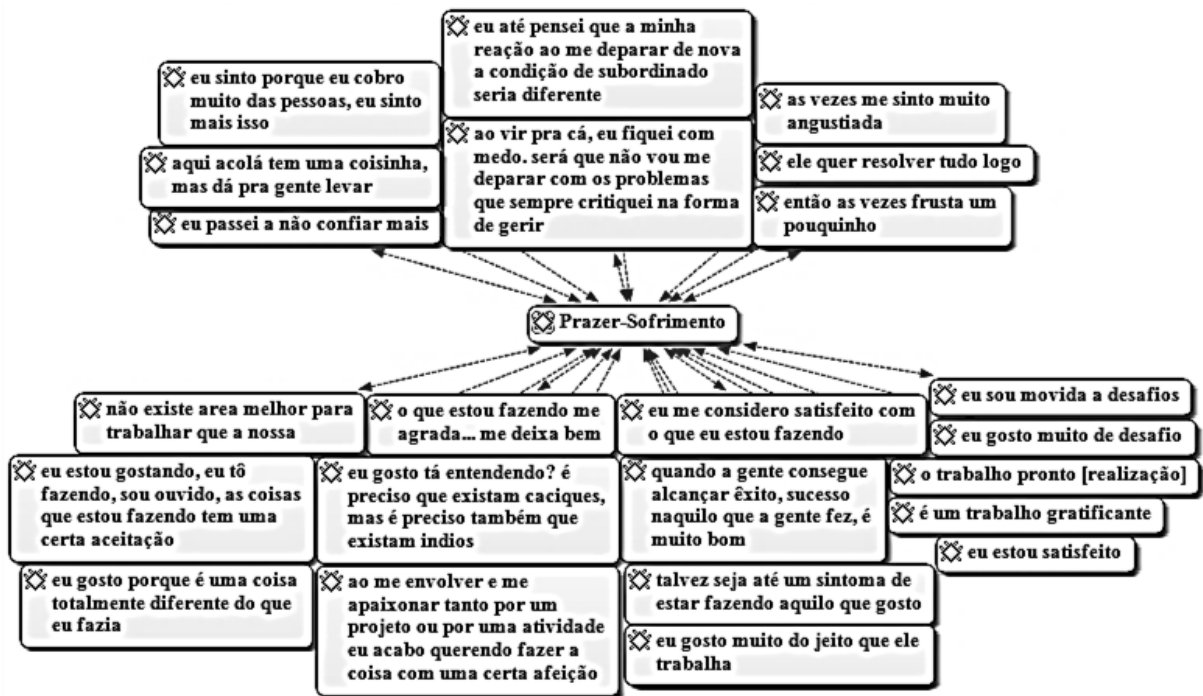 eu até pensei que a minha
reação ao me deparar de nova
a condição de subordinado
seria diferente
eu sinto porque eu cobro
muito das pessoas, eu sinto
mais isso
as vezes me sinto muito
angustiada
ao vir pra cá, eu fiquei com
medo. será que não vou me
deparar com os problemas
que sempre critiquei na forma
de gerir
aqui acolá tem uma coisinha,
mas dá pra gente levar
ele quer resolver tudo logo
eu passei a não confiar mais
então as vezes frusta um
pouquinho
Prazer-Sofrimento
não existe area melhor para
trabalhar que a nossa
o que estou fazendo me
agrada... me deixa bem
eu me considero satisfeito com
o que eu estou fazendo
eu sou movida a desafios
eu gosto muito de desafio
eu estou gostando, eu tô
fazendo, sou ouvido, as coisas
que estou fazendo tem uma
certa aceitação
eu gosto tá entendendo? é
preciso que existam caciques,
mas é preciso também que
existam indios
quando a gente consegue
alcançar êxito, sucesso
naquilo que a gente fez, é
muito bom
o trabalho pronto [realização]
é um trabalho gratificante
eu estou satisfeito
eu gosto porque é uma coisa
totalmente diferente do que
eu fazia
ao me envolver e me
apaixonar tanto por um
projeto ou por uma atividade
eu acabo querendo fazer a
coisa com uma certa afeição
talvez seja até um sintoma de
estar fazendo aquilo que gosto
eu gosto muito do jeito que ele
trabalha